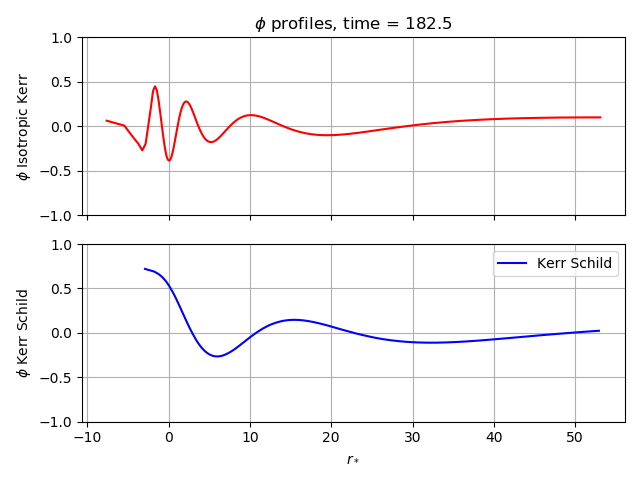 ϕ profiles, time = 182.5
ϕ Isotropic Kerr
1.0
0.5
0.0
−0.5
−1.0
ϕ Kerr Schild
1.0
0.5
0.0
−0.5
−1.0
Kerr Schild
−10 0 10 20 30 40 50
r*